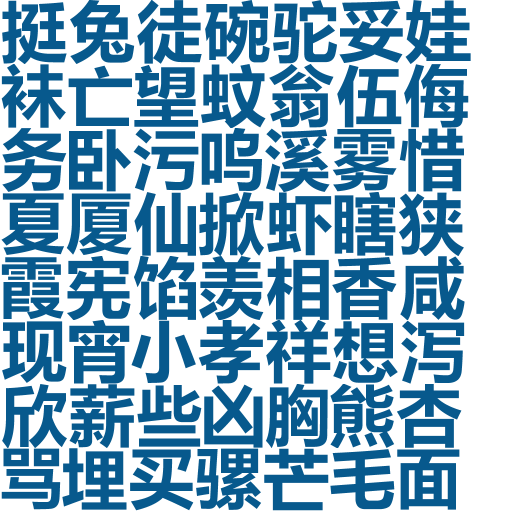 挺兔徒碗驼妥娃
袜亡望蚊翁伍侮
务卧污呜溪雾惜
夏厦仙掀虾瞎狭
霞宪馅羡相香咸
现宵小孝祥想泻
欣薪些凶胸熊杏
骂埋买骡芒毛面